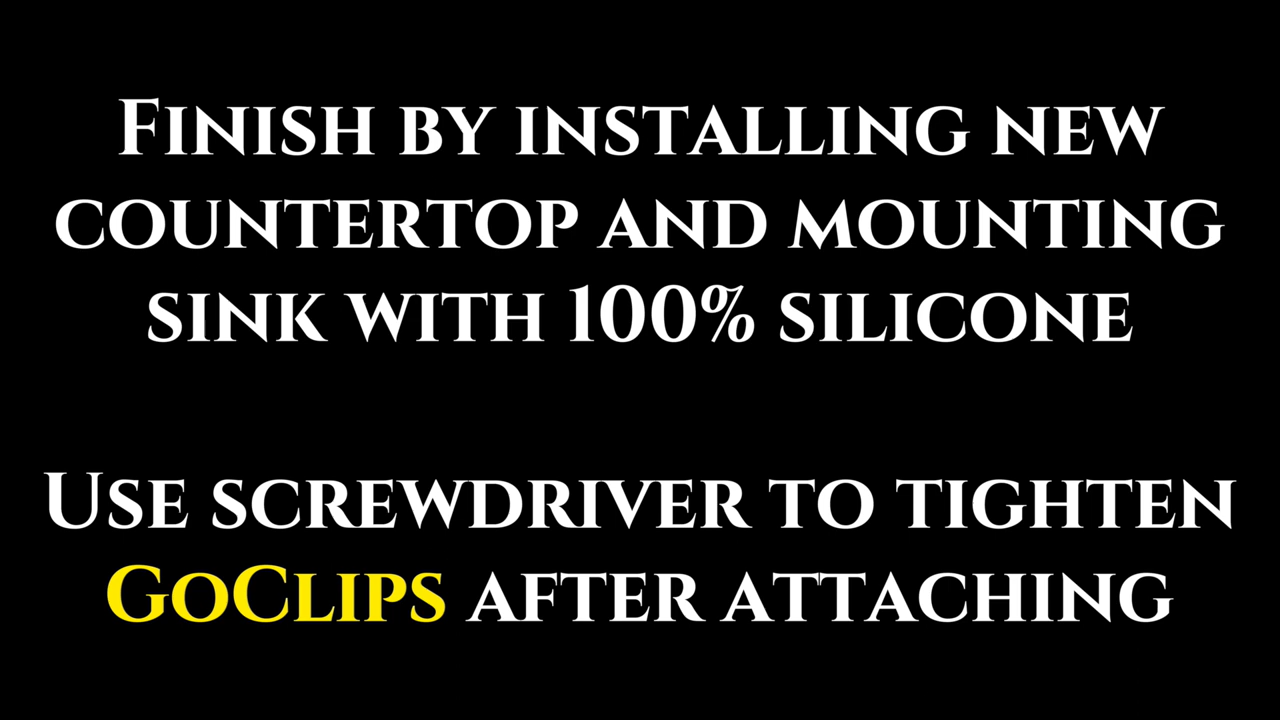 Finish by installing new
countertop and mounting
sink with 100% silicone
Use screwdriver to tighten
GoClips after attaching